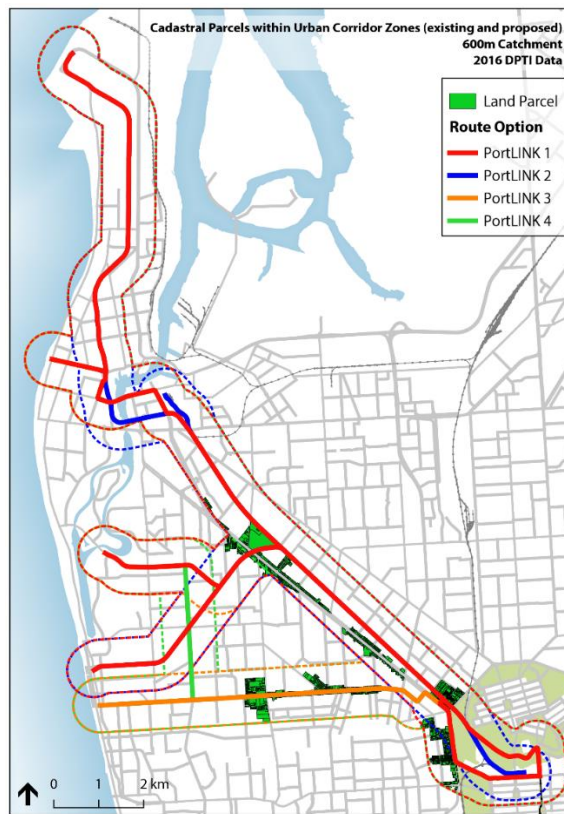 Cadastral Parcels within Urban Corridor Zones (existing and proposed)
600m Catchment
2016 DPTI Data
Land Parcel
Route Option
PortLINK 1
PortLINK 2
PortLINK 3
PortLINK 4
0 1 2 km